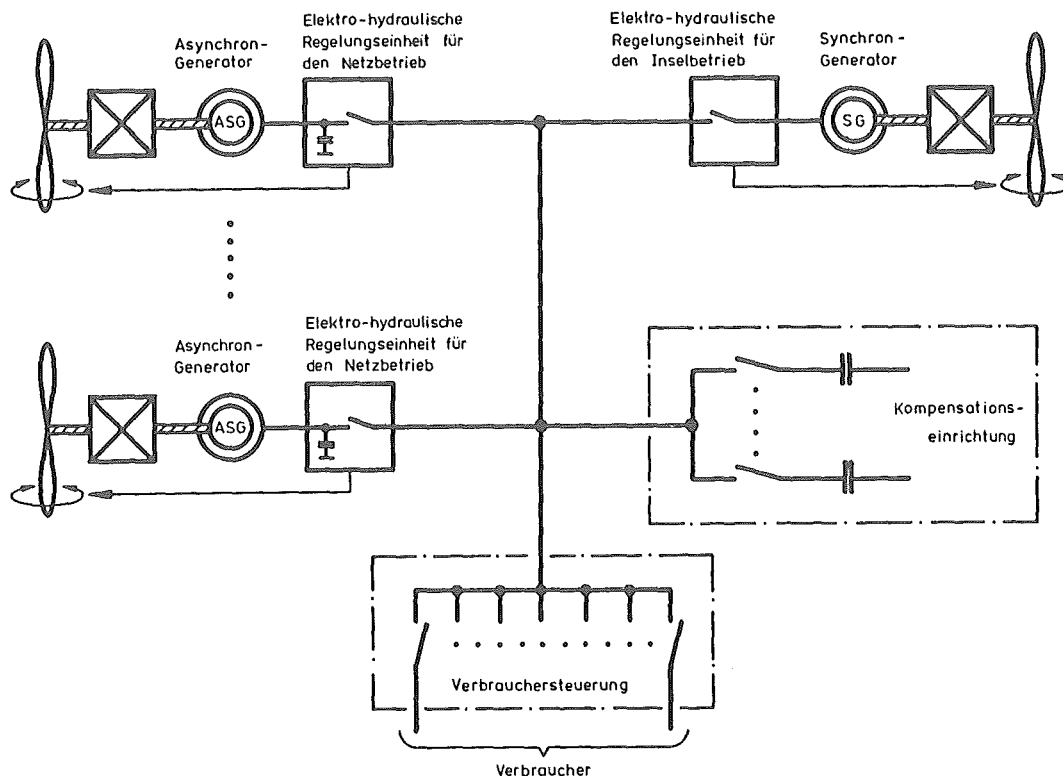 Asynchron-
Generator
Elektro-hydraulische
Regelungseinheit für
den Netzbetrieb
Elektro-hydraulische
Regelungseinheit für
den Inselbetrieb
Synchron-
Generator
ASG
SG
Asynchron-
Generator
Elektro-hydraulische
Regelungseinheit für
den Netzbetrieb
ASG
Kompensations-
einrichtung
Verbrauchersteuerung
Verbraucher